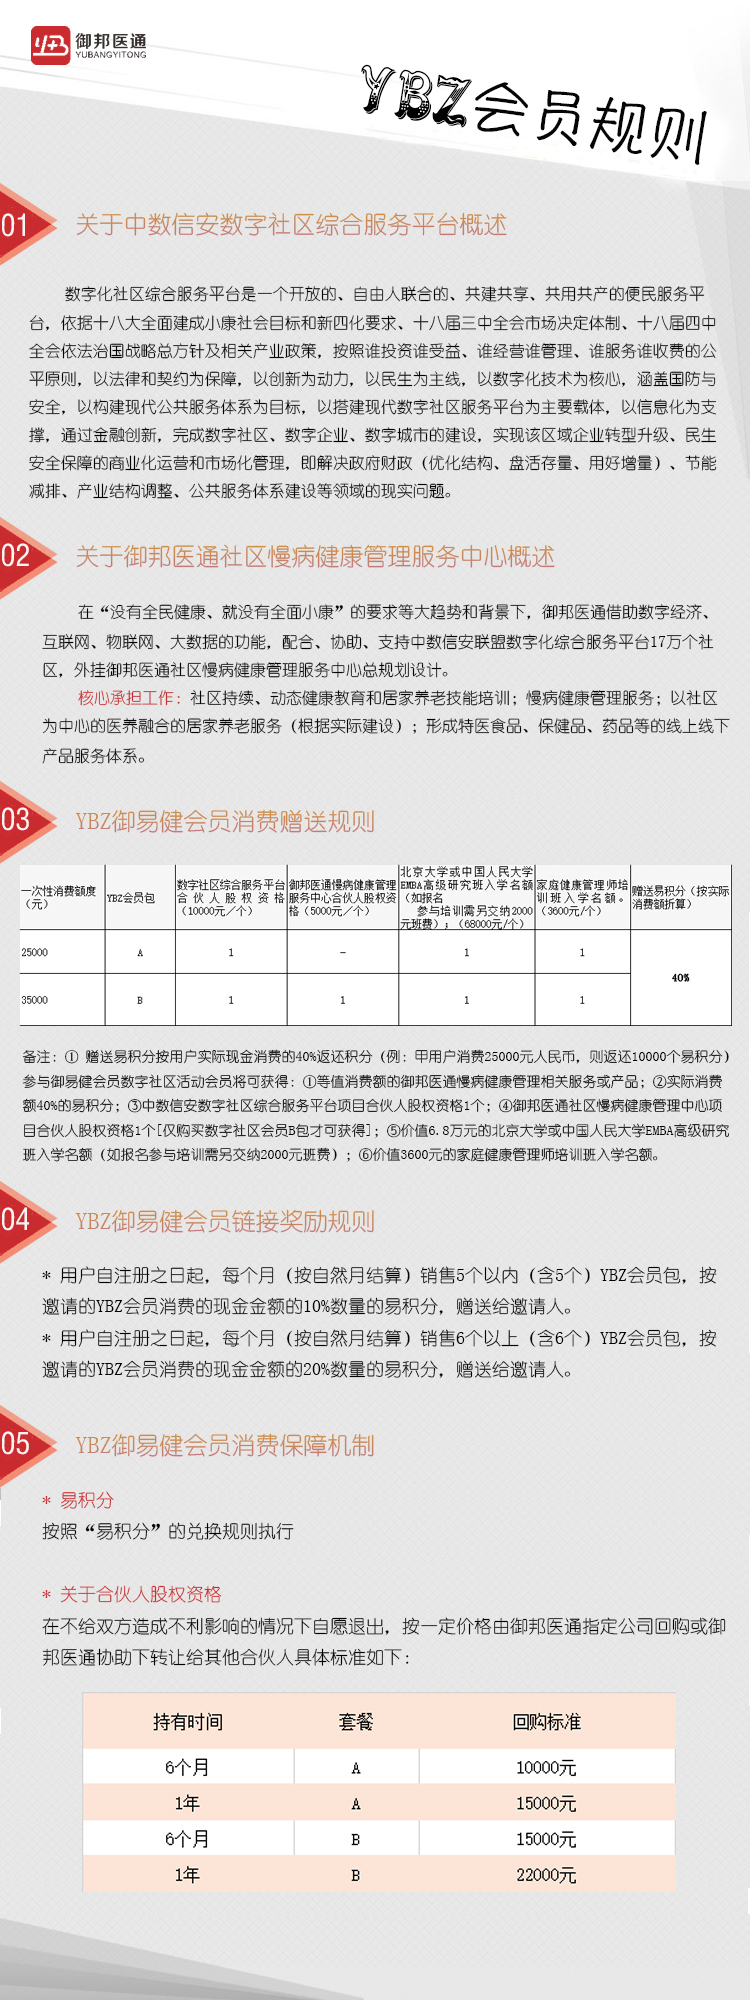 御邦医通
YUBANGYITONG
YBZ会员规则
01 关于中数信安数字社区综合服务平台概述
数字化社区综合服务平台是一个开放的、自由人联合的、共建共享、共用共产的便民服务平
台，依据十八大全面建成小康社会目标和新四化要求、十八届三中全会市场决定体制、十八届四中
全会依法治国战略总方针及相关产业政策，按照谁投资谁受益、谁经营谁管理、谁服务谁收费的公
平原则，以法律和契约为保障，以创新为动力，以民生为主线，以数字化技术为核心，涵盖国防与
安全，以构建现代公共服务体系为目标，以搭建现代数字社区服务平台为主要载体，以信息化为支
撑，通过金融创新，完成数字社区、数字企业、数字城市的建设，实现该区域企业转型升级、民生
安全保障的商业化运营和市场化管理，即解决政府财政（优化结构、盘活存量、用好增量）、节能
减排、产业结构调整、公共服务体系建设等领域的现实问题。
02 关于御邦医通社区慢病健康管理服务中心概述
在“没有全民健康、就没有全面小康”的要求等大趋势和背景下，御邦医通借助数字经济、
互联网、物联网、大数据的功能，配合、协助、支持中数信安联盟数字化综合服务平台17万个社
区，外挂御邦医通社区慢病健康管理服务中心总规划设计。
核心承担工作：社区持续、动态健康教育和居家养老技能培训；慢病健康管理服务；以社区
为中心的医养融合的居家养老服务（根据实际建设）；形成特医食品、保健品、药品等的线上线下
产品服务体系。
03 YBZ御易健会员消费赠送规则
一次性消费额度（元） YBZ会员包 数字社区综合服务平台合伙人股权资格（10000元／个） 御邦医通慢病健康管理服务中心合伙人股权资格（5000元／个） 北京大学或中国人民大学EMBA高级研究班入学名额（如报名参与培训需另交纳2000元班费）；（68000元/个） 家庭健康管理师培训班入学名额。（3600元/个） 赠送易积分（按实际消费额折算）
25000 A 1 － 1 1 40%
35000 B 1 1 1 1
备注：① 赠送易积分按用户实际现金消费的40%返还积分（例：甲用户消费25000元人民币，则返还10000个易积分）
参与御易健会员数字社区活动会员将可获得：①等值消费额的御邦医通慢病健康管理相关服务或产品；②实际消费
额40%的易积分；③中数信安数字社区综合服务平台项目合伙人股权资格1个；④御邦医通社区慢病健康管理中心项
目合伙人股权资格1个[仅购买数字社区会员B包才可获得]；⑤价值6.8万元的北京大学或中国人民大学EMBA高级研究
班入学名额（如报名参与培训需另交纳2000元班费）；⑥价值3600元的家庭健康管理师培训班入学名额。
04 YBZ御易健会员链接奖励规则
* 用户自注册之日起，每个月（按自然月结算）销售5个以内（含5个）YBZ会员包，按
邀请的YBZ会员消费的现金金额的10%数量的易积分，赠送给邀请人。
* 用户自注册之日起，每个月（按自然月结算）销售6个以上（含6个）YBZ会员包，按
邀请的YBZ会员消费的现金金额的20%数量的易积分，赠送给邀请人。
05 YBZ御易健会员消费保障机制
* 易积分
按照“易积分”的兑换规则执行
* 关于合伙人股权资格
在不给双方造成不利影响的情况下自愿退出，按一定价格由御邦医通指定公司回购或御
邦医通协助下转让给其他合伙人具体标准如下：
持有时间 套餐 回购标准
6个月 A 10000元
1年 A 15000元
6个月 B 15000元
1年 B 22000元